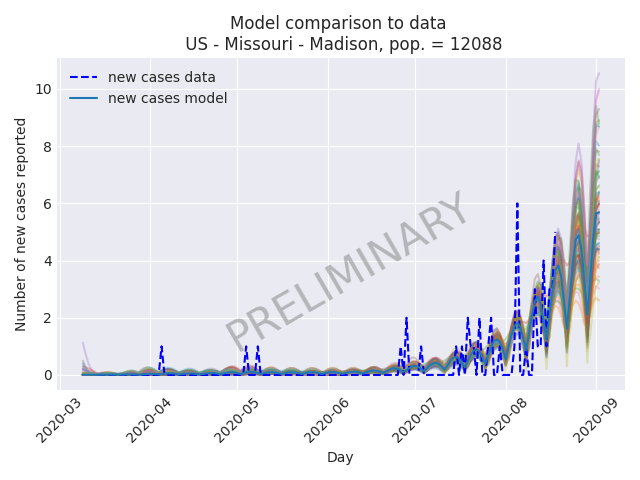 Model comparison to data
US - Missouri - Madison, pop. = 12088
new cases data
new cases model
PRELIMINARY
Number of new cases reported
10
8
6
4
2
0
2020-03
2020-04
2020-05
2020-06
2020-07
2020-08
2020-09
Day